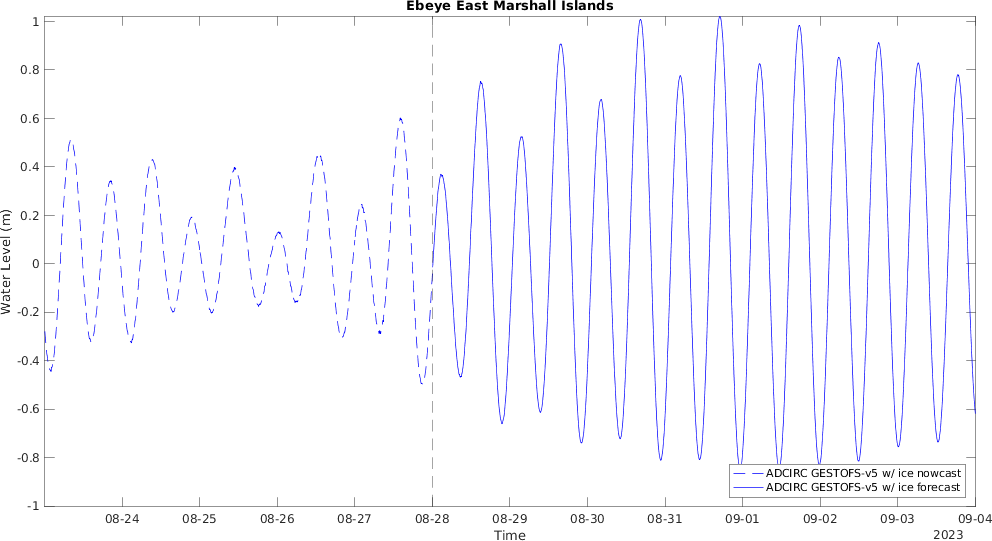 Ebeye East Marshall Islands
Water Level (m)
1
0.8
0.6
0.4
0.2
0
-0.2
-0.4
-0.6
-0.8
-1
ADCIRC GESTOFS-v5 w/ ice nowcast
ADCIRC GESTOFS-v5 w/ ice forecast
08-24 08-25 08-26 08-27 08-28 08-29 08-30 08-31 09-01 09-02 09-03 09-04
Time
2023